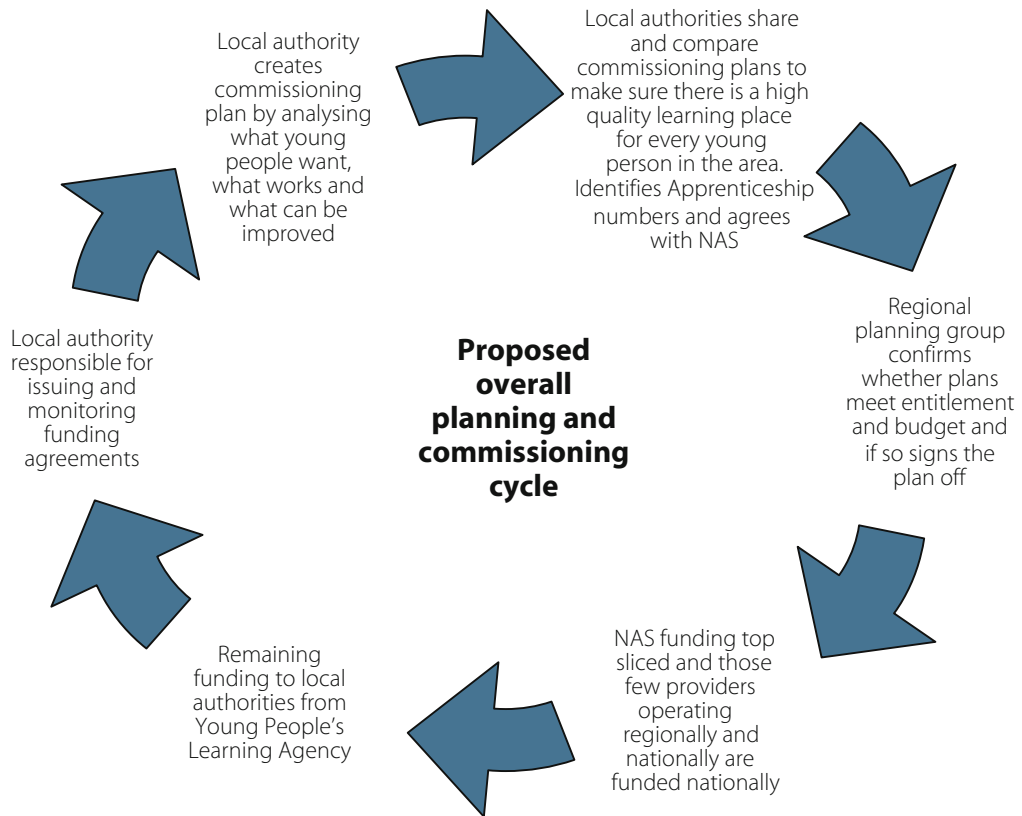 Local authority
creates
commissioning
plan by analysing
what young
people want,
what works and
what can be
improved
Local authorities share
and compare
commissioning plans to
make sure there is a high
quality learning place
for every young
person in the area.
Identifies Apprenticeship
numbers and agrees
with NAS
Regional
planning group
confirms
whether plans
meet entitlement
and budget and
if so signs the
plan off
NAS funding top
sliced and those
few providers
operating
regionally and
nationally are
funded nationally
Remaining
funding to local
authorities from
Young People’s
Learning Agency
Local authority
responsible for
issuing and
monitoring
funding
agreements
Proposed
overall
planning and
commissioning
cycle